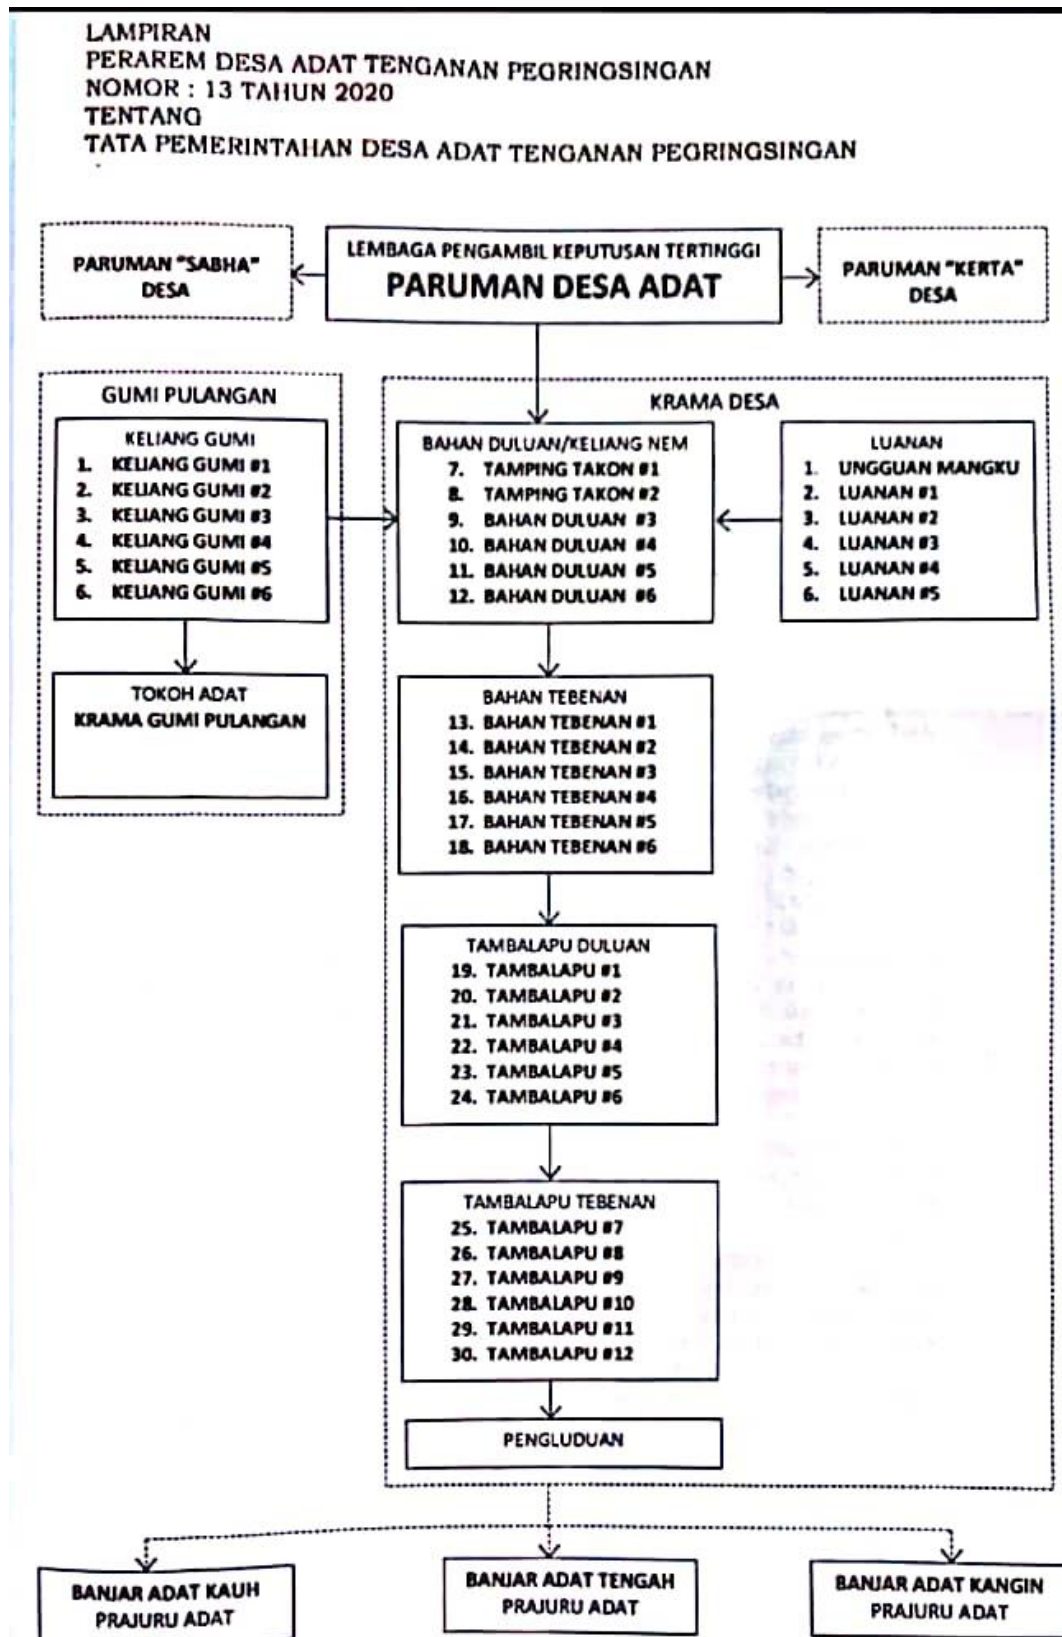 LAMPIRAN
PERAREM DESA ADAT TENGANAN PEGRINGSINGAN
NOMOR : 13 TAHUN 2020
TENTANG
TATA PEMERINTAHAN DESA ADAT TENGANAN PEGRINGSINGAN
PARUMAN "SABHA"
DESA
LEMBAGA PENGAMBIL KEPUTUSAN TERTINGGI
PARUMAN DESA ADAT
PARUMAN "KERTA"
DESA
GUMI PULANGAN
KELIANG GUMI
1. KELIANG GUMI #1
2. KELIANG GUMI #2
3. KELIANG GUMI #3
4. KELIANG GUMI #4
5. KELIANG GUMI #5
6. KELIANG GUMI #6
TOKOH ADAT
KRAMA GUMI PULANGAN
KRAMA DESA
BAHAN DULUAN/KELIANG NEM
7. TAMPING TAKON #1
8. TAMPING TAKON #2
9. BAHAN DULUAN #3
10. BAHAN DULUAN #4
11. BAHAN DULUAN #5
12. BAHAN DULUAN #6
LUANAN
1. UNGGUAN MANGKU
2. LUANAN #1
3. LUANAN #2
4. LUANAN #3
5. LUANAN #4
6. LUANAN #5
BAHAN TEBENAN
13. BAHAN TEBENAN #1
14. BAHAN TEBENAN #2
15. BAHAN TEBENAN #3
16. BAHAN TEBENAN #4
17. BAHAN TEBENAN #5
18. BAHAN TEBENAN #6
TAMBALAPU DULUAN
19. TAMBALAPU #1
20. TAMBALAPU #2
21. TAMBALAPU #3
22. TAMBALAPU #4
23. TAMBALAPU #5
24. TAMBALAPU #6
TAMBALAPU TEBENAN
25. TAMBALAPU #7
26. TAMBALAPU #8
27. TAMBALAPU #9
28. TAMBALAPU #10
29. TAMBALAPU #11
30. TAMBALAPU #12
PENGLUDUAN
BANJAR ADAT KAUH
PRAJURU ADAT
BANJAR ADAT TENGAH
PRAJURU ADAT
BANJAR ADAT KANGIN
PRAJURU ADAT